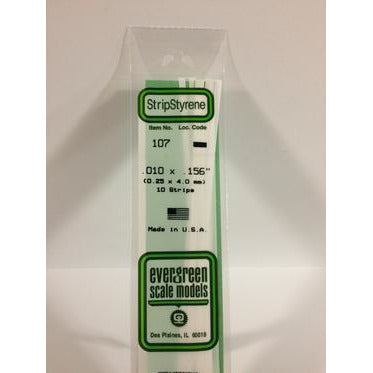 StripStyrene
Item No. Loc. Code
107
.010 x .156"
(0.25 x 4.0 mm)
10 Strips
Made in U.S.A.
evergreen
scale models
Des Plaines, IL 60018